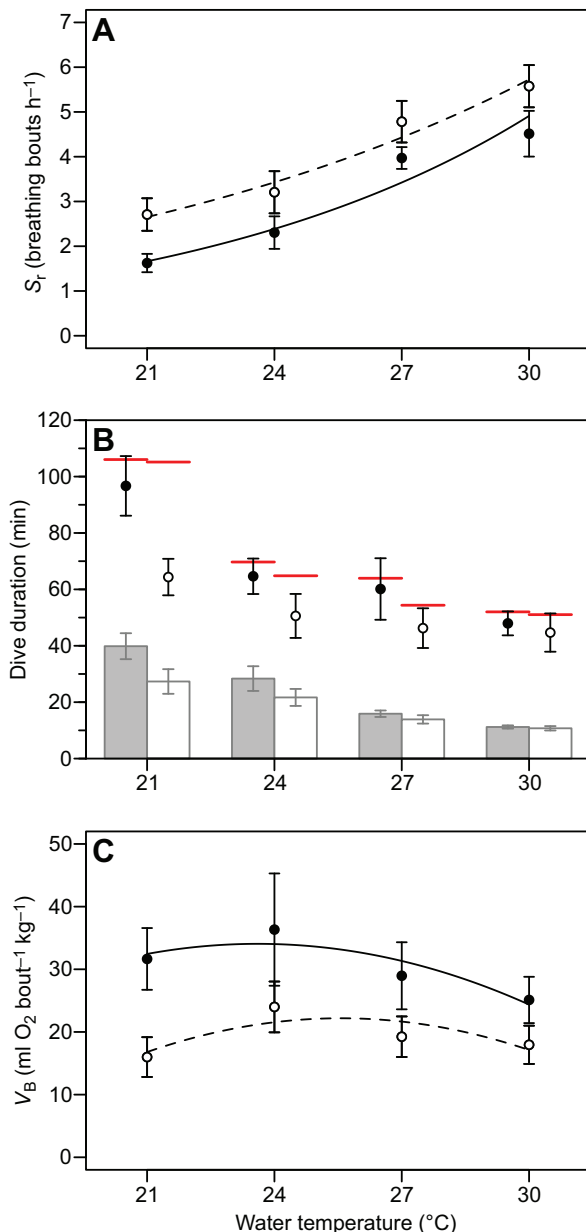 A
7
6
5
4
3
2
1
0
Sr (breathing bouts h–1)
21 24 27 30
B
120
100
80
60
40
20
0
Dive duration (min)
21 24 27 30
C
50
40
30
20
10
0
VB (ml O2 bout–1 kg–1)
21 24 27 30
Water temperature (°C)